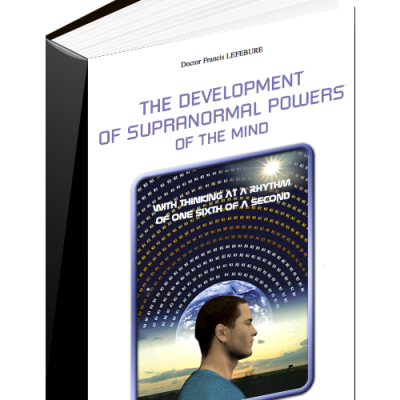 Doctor Francis LEFEBURE
THE DEVELOPMENT
OF SUPRANORMAL POWERS
OF THE MIND
WITH THINKING AT A RHYTHM
OF ONE SIXTH OF A SECOND